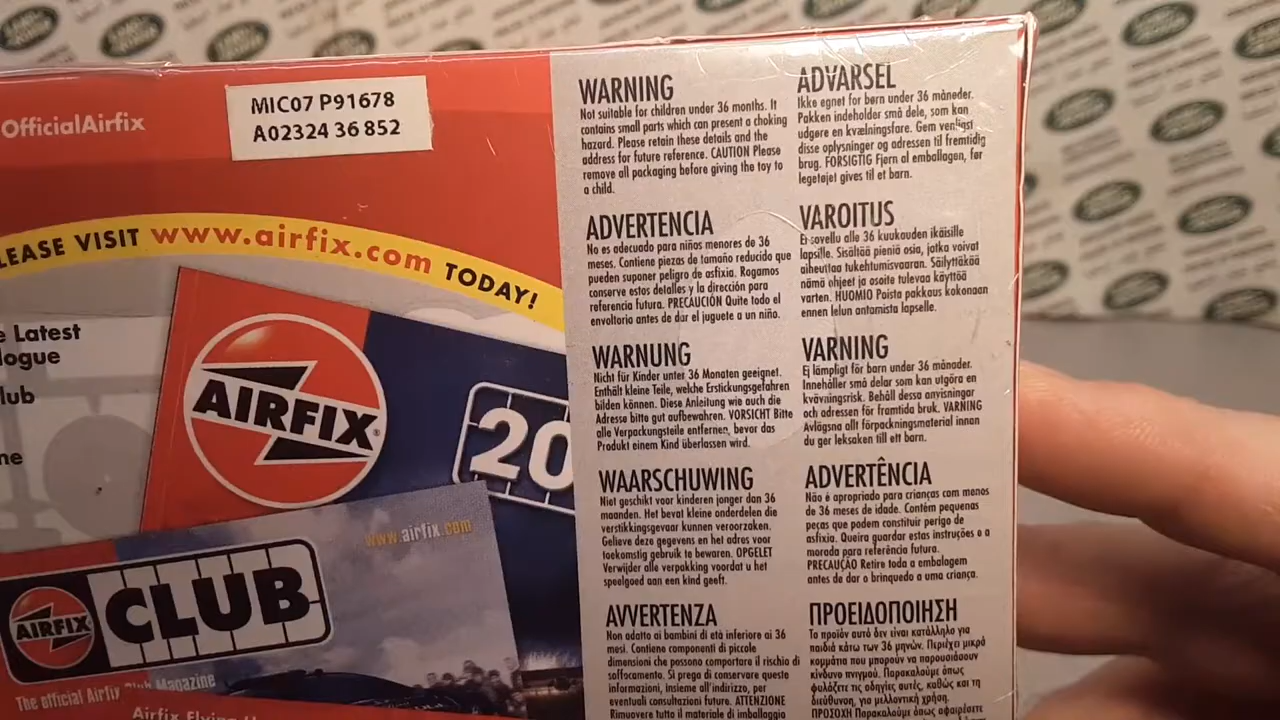 OfficialAirfix
MIC07 P91678
A02324 36 852
LEASE VISIT www.airfix.com TODAY!
e Latest
logue
lub
ne
AIRFIX
20
www.airfix.com
AIRFIX CLUB
The official Airfix Club Magazine
WARNING
Not suitable for children under 36 months. It
contains small parts which can present a choking
hazard. Please retain these details and the
address for future reference. CAUTION Please
remove all packaging before giving the toy to
a child.
ADVERTENCIA
No es adecuado para niños menores de 36
meses. Contiene piezas de tamaño reducido que
pueden suponer peligro de asfixia. Rogamos
conserve estos detalles y la dirección para
referencia futura. PRECAUCIÓN Quite todo el
envoltorio antes de dar el juguete a un niño.
WARNUNG
Nicht für Kinder unter 36 Monaten geeignet.
Enthält kleine Teile, welche Erstickungsgefahren
bilden können. Diese Anleitung wie auch die
Adresse bitte gut aufbewahren. VORSICHT Bitte
alle Verpackungsteile entfernen, bevor das
Produkt einem Kind überlassen wird.
WAARSCHUWING
Niet geschikt voor kinderen jonger dan 36
maanden. Het bevat kleine onderdelen die
verstikkingsgevaar kunnen veroorzaken.
Gelieve deze gegevens en het adres voor
toekomstig gebruik te bewaren. OPGELET
Verwijder alle verpakking voordat u het
speelgoed aan een kind geeft.
AVVERTENZA
Non adatto ai bambini di età inferiore ai 36
mesi. Contiene componenti di piccole
dimensioni che possono comportare il rischio di
soffocamento. Si prega di conservare queste
informazioni, insieme all'indirizzo, per
eventuali consultazioni future. ATTENZIONE
Rimuovere tutto il materiale di imballaggio
ADVARSEL
Ikke egnet for børn under 36 måneder.
Pakken indeholder små dele, som kan
udgøre en kvælningsfare. Gem venligst
disse oplysninger og adressen til fremtidig
brug. FORSIGTIG Fjern al emballagen, før
legetøjet gives til et barn.
VAROITUS
Ei sovellu alle 36 kuukauden ikäisille
lapsille. Sisältää pieniä osia, jotka voivat
aiheuttaa tukehtumisvaaran. Säilyttäkää
nämä ohjeet ja osoite tulevaa käyttöä
varten. HUOMIO Poista pakkaus kokonaan
ennen lelun antamista lapselle.
VARNING
Ej lämpligt för barn under 36 månader.
Innehåller små delar som kan utgöra en
kvävningsrisk. Behåll dessa anvisningar
och adressen för framtida bruk. VARNING
Avlägsna allt förpackningsmaterial innan
du ger leksaken till ett barn.
ADVERTÊNCIA
Não é apropriado para crianças com menos
de 36 meses de idade. Contém pequenas
peças que podem constituir perigo de
asfixia. Queira guardar estas instruções e a
morada para referência futura.
PRECAUÇÃO Retire toda a embalagem
antes de dar o brinquedo a uma criança.
ΠΡΟΕΙΔΟΠΟΙΗΣΗ
Το προϊόν αυτό δεν είναι κατάλληλο για
παιδιά κάτω των 36 μηνών. Περιέχει μικρά
κομμάτια που μπορούν να παρουσιάσουν
κίνδυνο πνιγμού. Παρακαλούμε όπως
φυλάξτε τις οδηγίες αυτές, καθώς και τη
διεύθυνση, για μελλοντική χρήση.
ΠΡΟΣΟΧΗ Παρακαλούμε όπως αφαιρέσετε